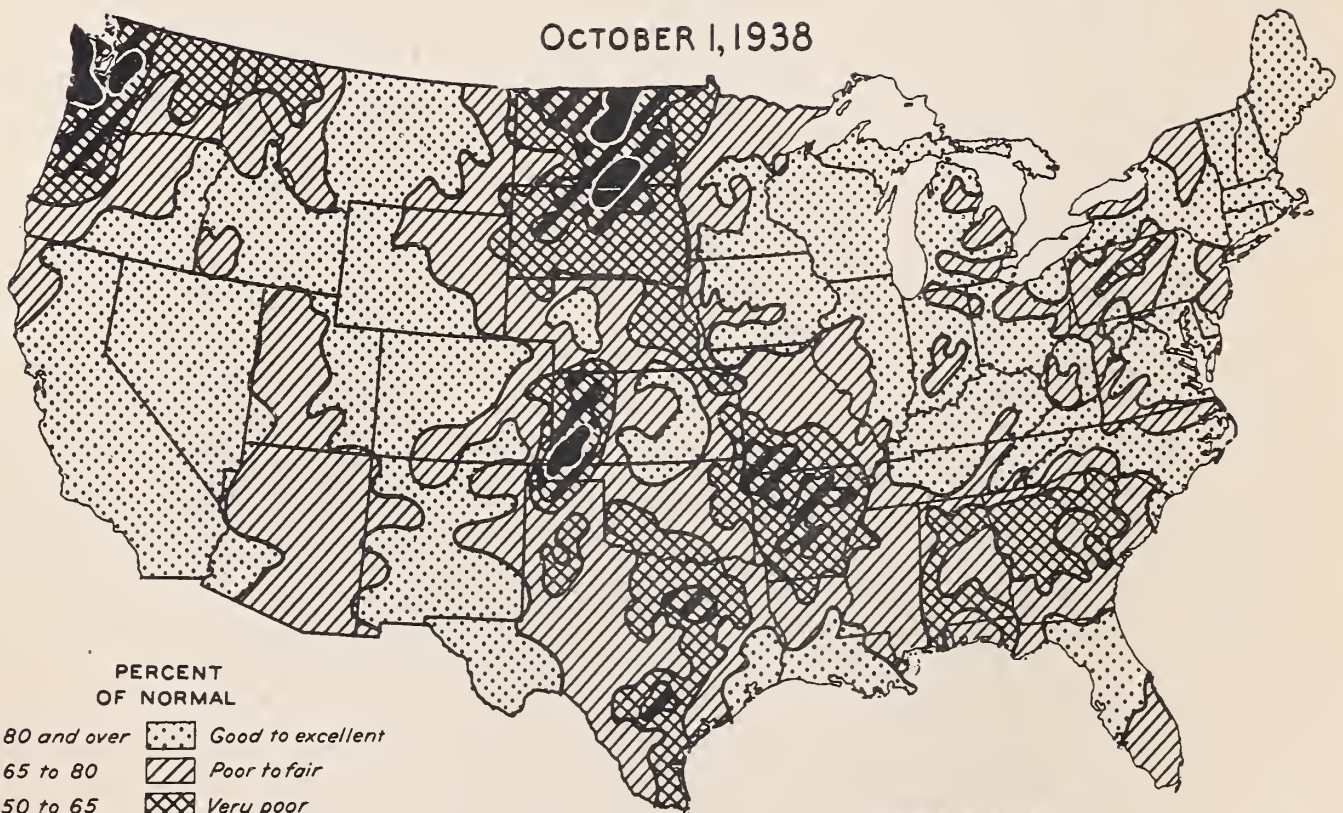 OCTOBER 1, 1938
PERCENT
OF NORMAL
80 and over Good to excellent
65 to 80 Poor to fair
50 to 65 Very poor